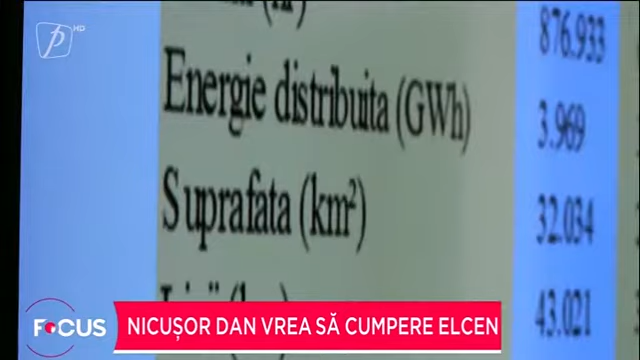 HD
876.933
Energie distribuita (GWh)
3.969
Suprafata (km²)
32.034
43.021
FOCUS
NICUȘOR DAN VREA SĂ CUMPERE ELCEN